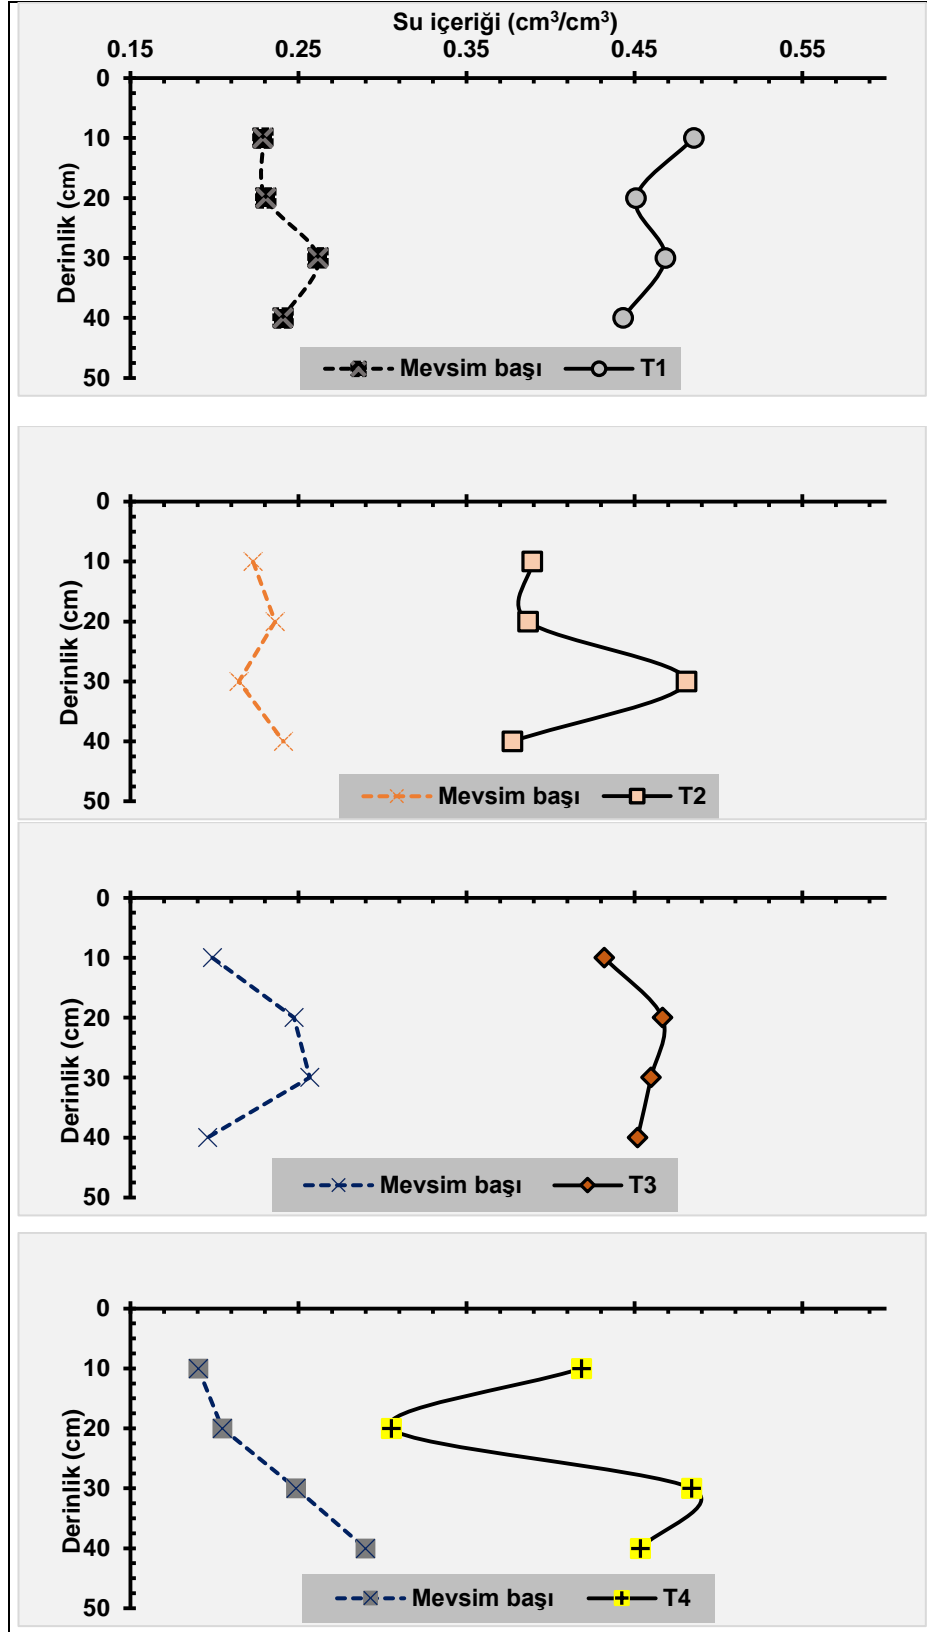 Su içeriği (cm³/cm³)
0.15 0.25 0.35 0.45 0.55
0
10
20
30
40
50
Derinlik (cm)
Mevsim başı T1
0
10
20
30
40
50
Derinlik (cm)
Mevsim başı T2
0
10
20
30
40
50
Derinlik (cm)
Mevsim başı T3
0
10
20
30
40
50
Derinlik (cm)
Mevsim başı T4